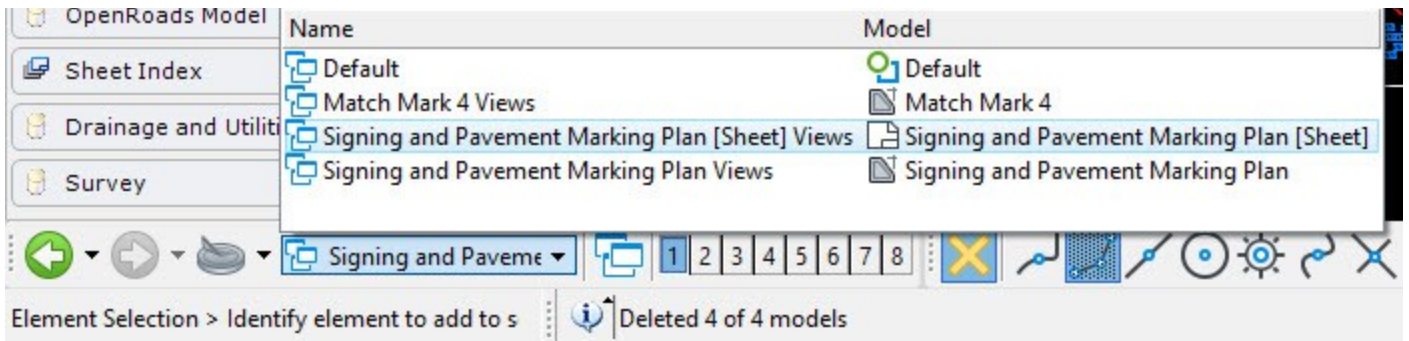 OpenRoads Model
Name Model
Sheet Index
Default Default
Match Mark 4 Views Match Mark 4
Drainage and Utiliti
Signing and Pavement Marking Plan [Sheet] Views Signing and Pavement Marking Plan [Sheet]
Signing and Pavement Marking Plan Views Signing and Pavement Marking Plan
Survey
Signing and Paveme 1 2 3 4 5 6 7 8
Element Selection > Identify element to add to s Deleted 4 of 4 models